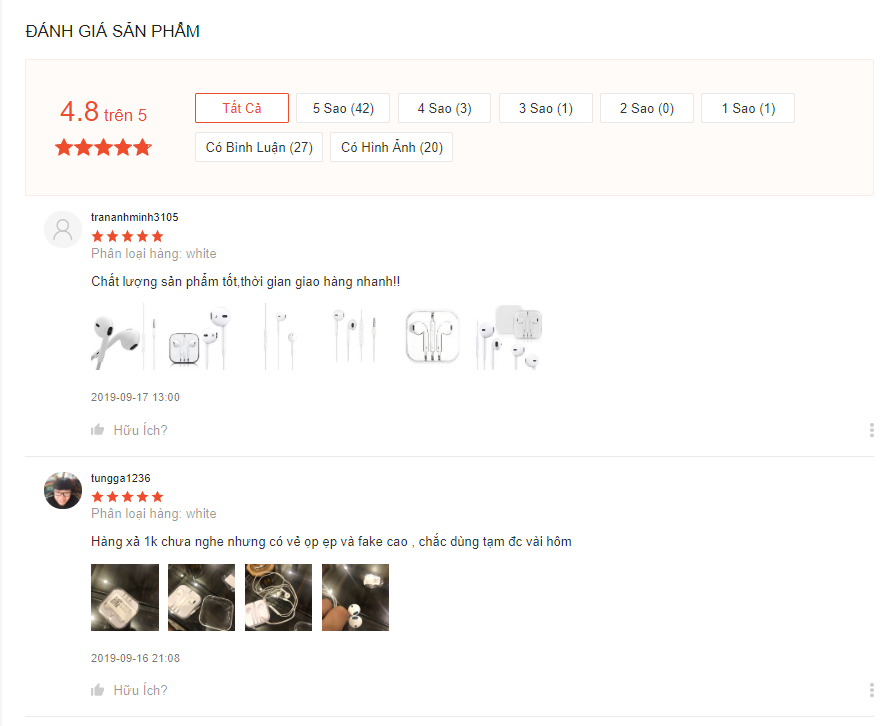 ĐÁNH GIÁ SẢN PHẨM
4.8 trên 5
Tất Cả
5 Sao (42)
4 Sao (3)
3 Sao (1)
2 Sao (0)
1 Sao (1)
Có Bình Luận (27)
Có Hình Ảnh (20)
trananhminh3105
Phân loại hàng: white
Chất lượng sản phẩm tốt,thời gian giao hàng nhanh!!
2019-09-17 13:00
Hữu Ích?
tungga1236
Phân loại hàng: white
Hàng xả 1k chưa nghe nhưng có vẻ ọp ẹp và fake cao , chắc dùng tạm đc vài hôm
2019-09-16 21:08
Hữu Ích?